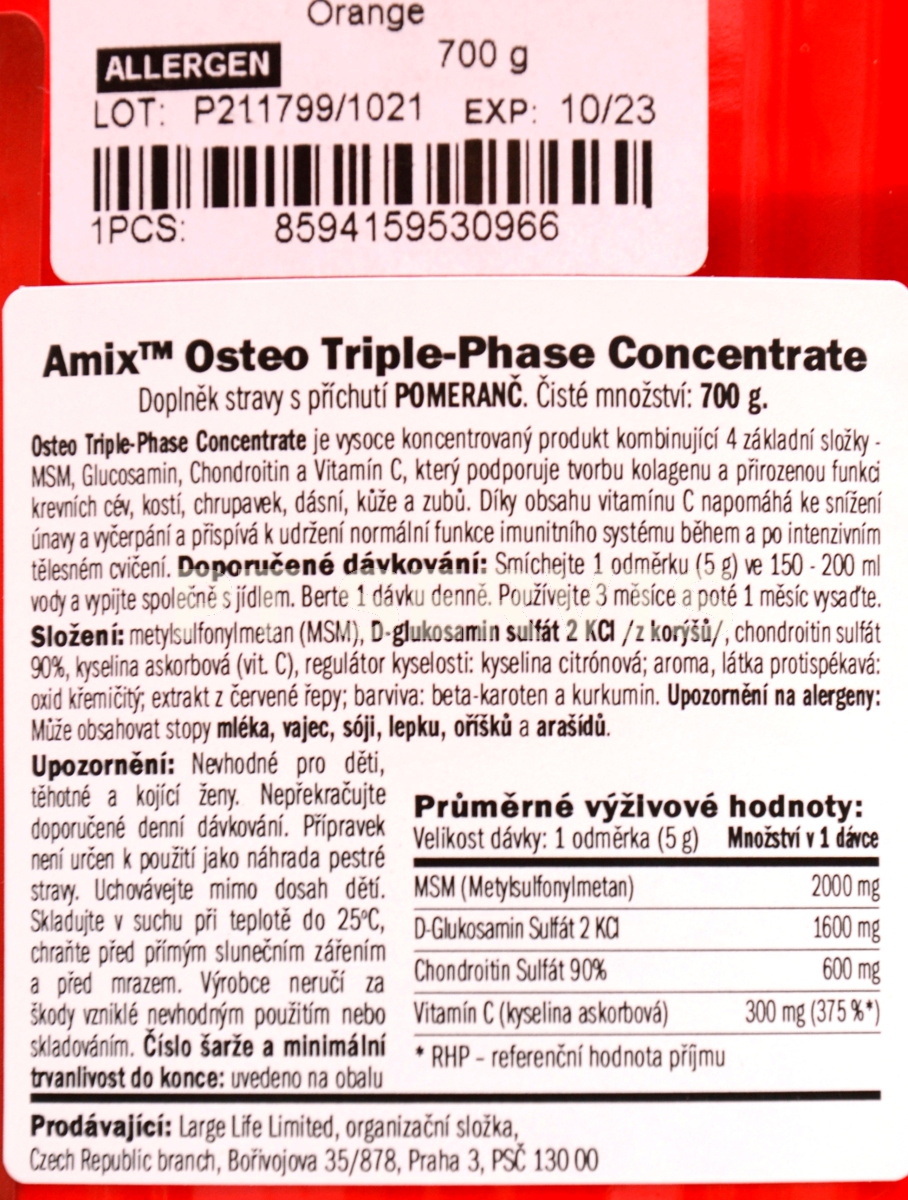 Orange
ALLERGEN 700 g
LOT: P211799/1021 EXP: 10/23
1PCS: 8594159530966
Amix™ Osteo Triple-Phase Concentrate
Doplněk stravy s příchutí POMERANČ. Čisté množství: 700 g.
Osteo Triple-Phase Concentrate je vysoce koncentrovaný produkt kombinující 4 základní složky -
MSM, Glucosamin, Chondroitin a Vitamín C, který podporuje tvorbu kolagenu a přirozenou funkci
krevních cév, kostí, chrupavek, dásní, kůže a zubů. Díky obsahu vitamínu C napomáhá ke snížení
únavy a vyčerpání a přispívá k udržení normální funkce imunitního systému během a po intenzivním
tělesném cvičení. Doporučené dávkování: Smíchejte 1 odměrku (5 g) ve 150 - 200 ml
vody a vypijte společně s jídlem. Berte 1 dávku denně. Používejte 3 měsíce a poté 1 měsíc vysaďte.
Složení: metylsulfonylmetan (MSM), D-glukosamin sulfát 2 KCl /z korýšů/, chondroitin sulfát
90%, kyselina askorbová (vit. C), regulátor kyselosti: kyselina citrónová; aroma, látka protispékavá:
oxid křemičitý; extrakt z červené řepy; barviva: beta-karoten a kurkumin. Upozornění na alergeny:
Může obsahovat stopy mléka, vajec, sóji, lepku, oříšků a arašídů.
Upozornění: Nevhodné pro děti,
těhotné a kojící ženy. Nepřekračujte
doporučené denní dávkování. Přípravek
není určen k použití jako náhrada pestré
stravy. Uchovávejte mimo dosah dětí.
Skladujte v suchu při teplotě do 25°C,
chraňte před přímým slunečním zářením
a před mrazem. Výrobce neručí za
škody vzniklé nevhodným použitím nebo
skladováním. Číslo šarže a minimální
trvanlivost do konce: uvedeno na obalu
Průměrné výživové hodnoty:
Velikost dávky: 1 odměrka (5 g) Množství v 1 dávce
MSM (Metylsulfonylmetan) 2000 mg
D-Glukosamin Sulfát 2 KCl 1600 mg
Chondroitin Sulfát 90% 600 mg
Vitamín C (kyselina askorbová) 300 mg (375 %*)
* RHP - referenční hodnota příjmu
Prodávající: Large Life Limited, organizační složka,
Czech Republic branch, Bořivojova 35/878, Praha 3, PSČ 130 00